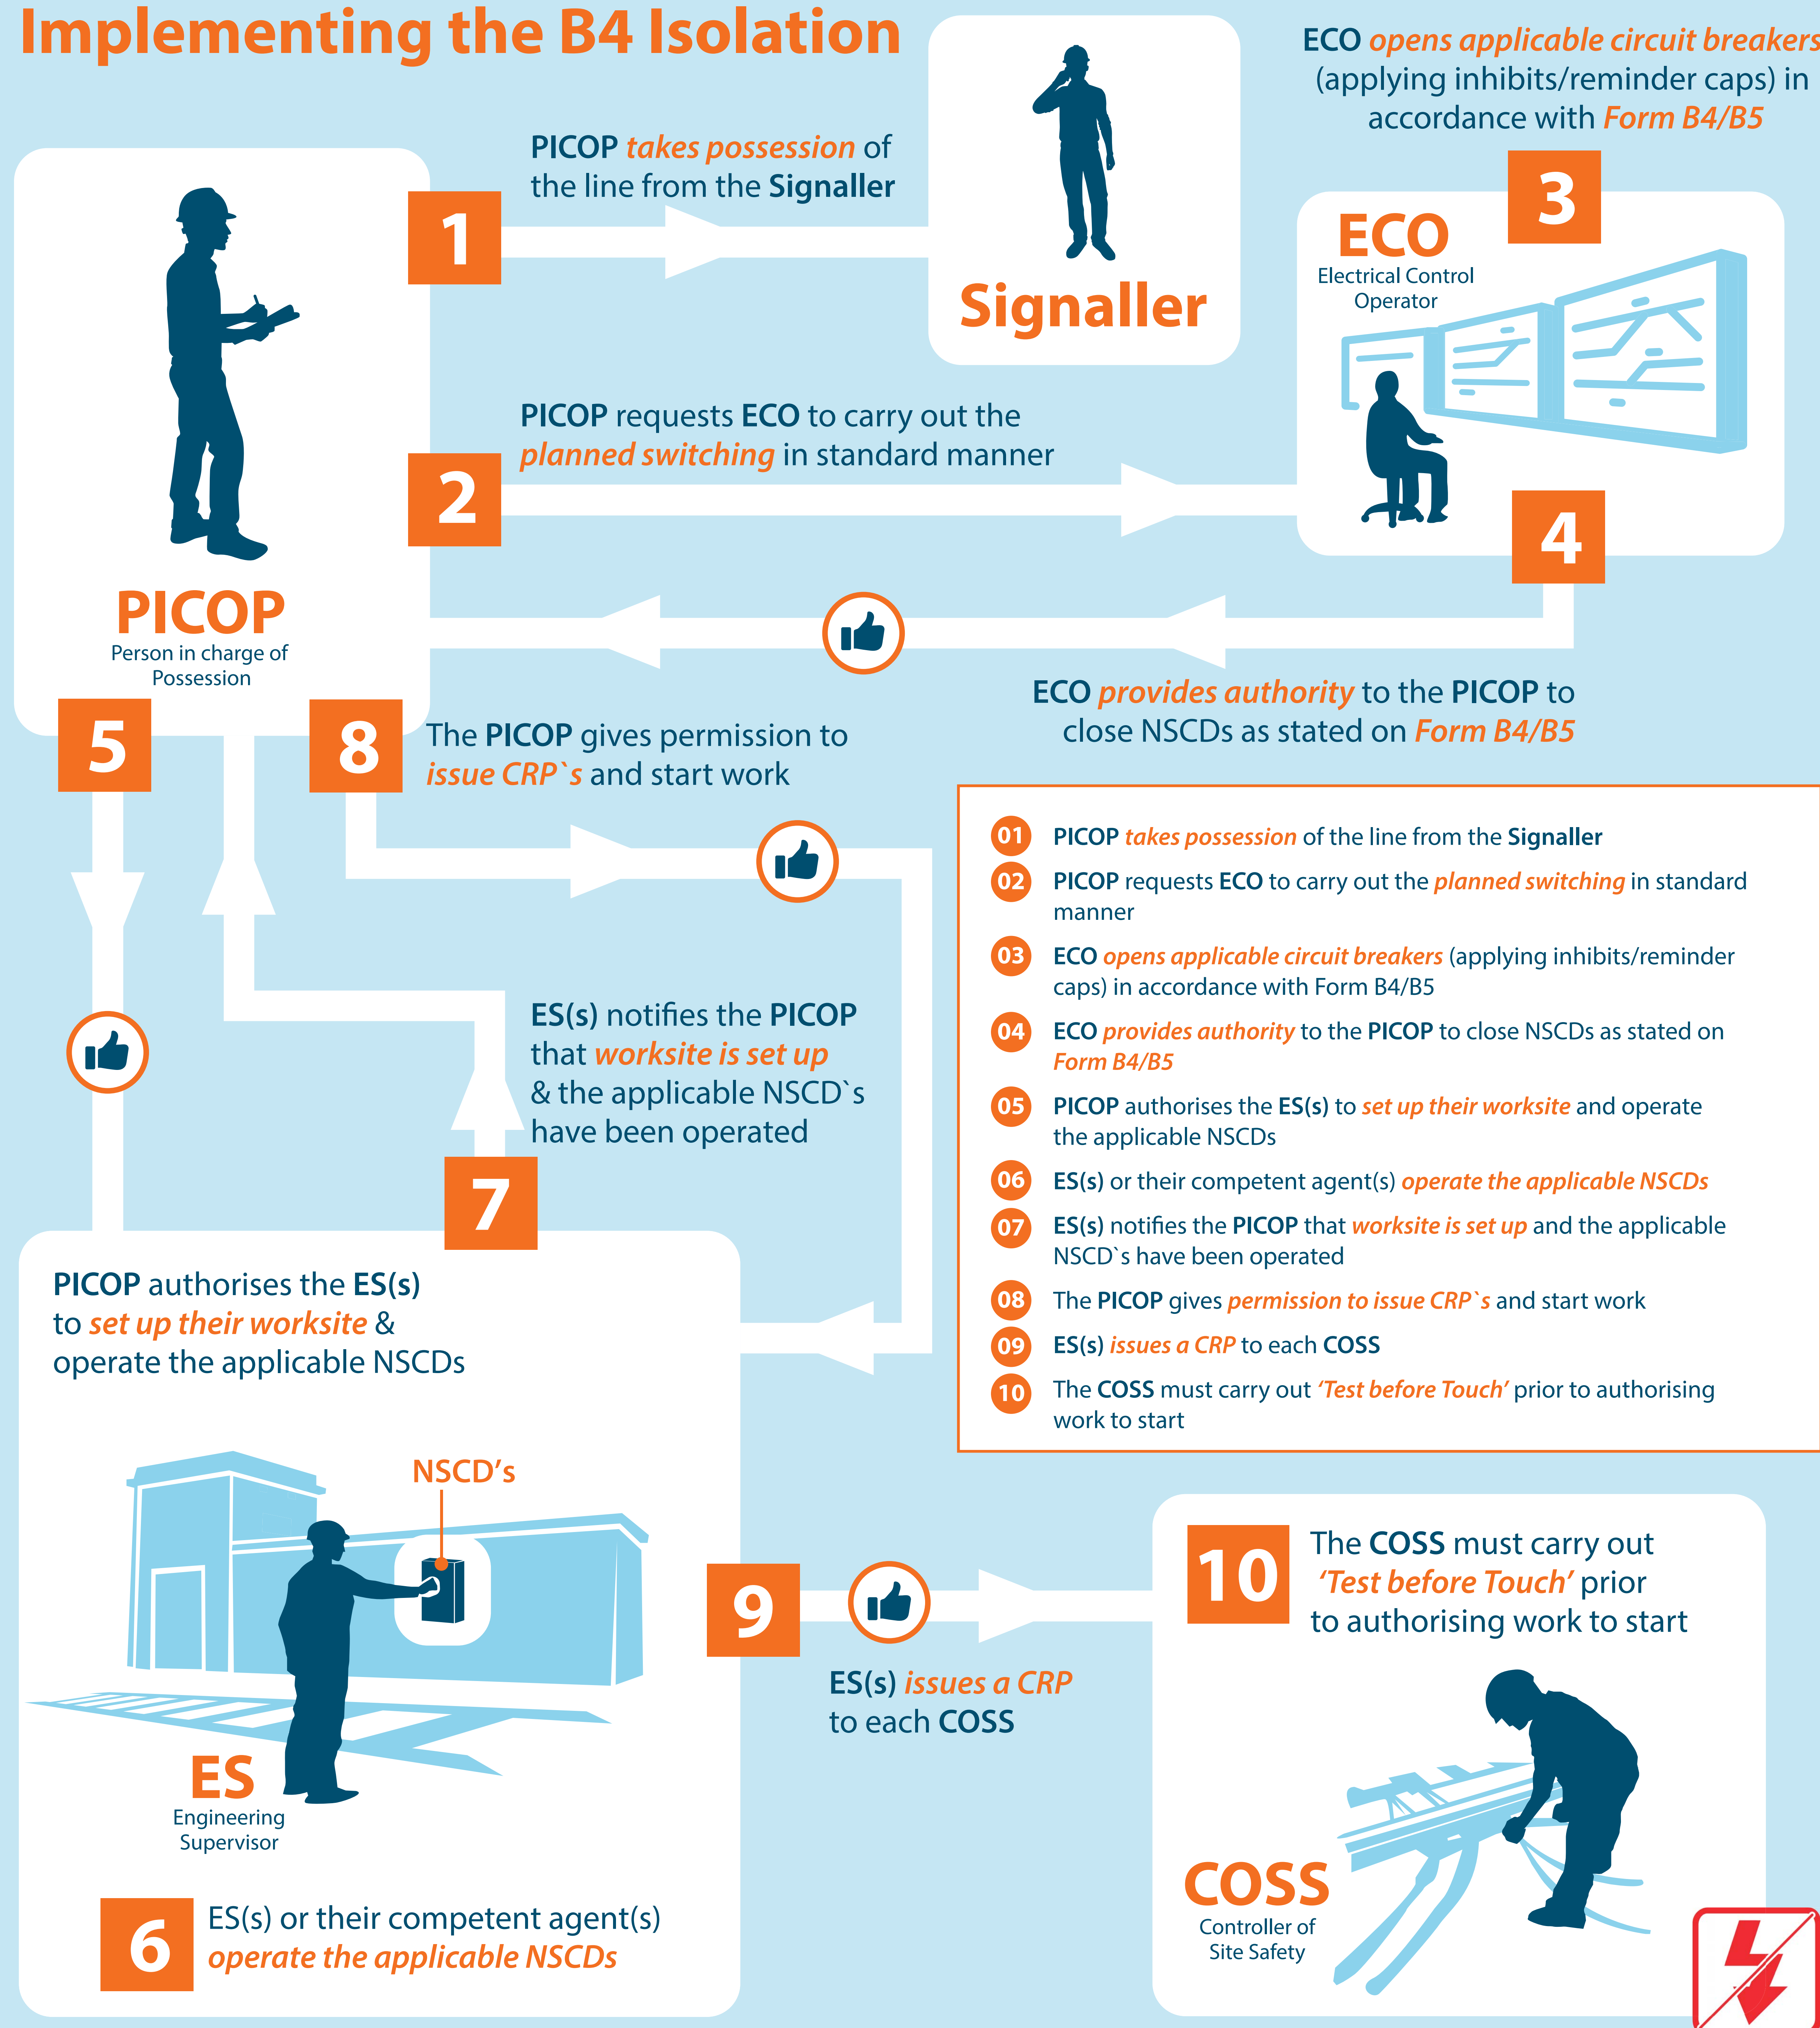 Implementing the B4 Isolation
PICOP takes possession of
the line from the Signaller
1
Signaller
ECO opens applicable circuit breakers
(applying inhibits/reminder caps) in
accordance with Form B4/B5
3
ECO
Electrical Control
Operator
PICOP requests ECO to carry out the
planned switching in standard manner
2
4
PICOP
Person in charge of
Possession
ECO provides authority to the PICOP to
close NSCDs as stated on Form B4/B5
5
8
The PICOP gives permission to
issue CRP`s and start work
01 PICOP takes possession of the line from the Signaller
02 PICOP requests ECO to carry out the planned switching in standard
manner
03 ECO opens applicable circuit breakers (applying inhibits/reminder
caps) in accordance with Form B4/B5
04 ECO provides authority to the PICOP to close NSCDs as stated on
Form B4/B5
05 PICOP authorises the ES(s) to set up their worksite and operate
the applicable NSCDs
06 ES(s) or their competent agent(s) operate the applicable NSCDs
07 ES(s) notifies the PICOP that worksite is set up and the applicable
NSCD`s have been operated
08 The PICOP gives permission to issue CRP`s and start work
09 ES(s) issues a CRP to each COSS
10 The COSS must carry out ‘Test before Touch’ prior to authorising
work to start
ES(s) notifies the PICOP
that worksite is set up
& the applicable NSCD`s
have been operated
7
PICOP authorises the ES(s)
to set up their worksite &
operate the applicable NSCDs
NSCD’s
ES
Engineering
Supervisor
6
ES(s) or their competent agent(s)
operate the applicable NSCDs
9
ES(s) issues a CRP
to each COSS
10
The COSS must carry out
‘Test before Touch’ prior
to authorising work to start
COSS
Controller of
Site Safety